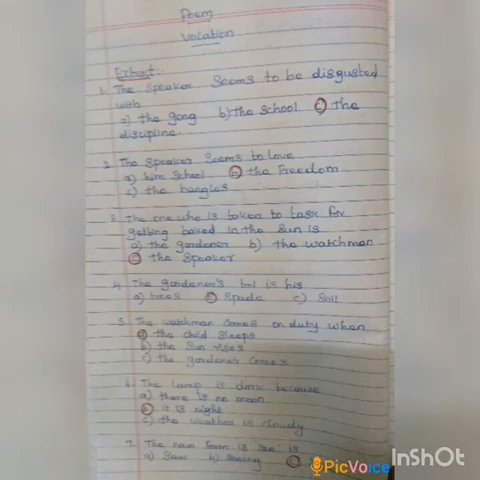 Poem
Vocation
Extract
1. The speaker seems to be disgusted
with
a) the gong b) the school c) the
discipline.
2. The speaker seems to love
a) his school b) the Freedom
c) the bangles
3. The one who is taken to task for
getting baked in the sun is
a) the gardener b) the watchman
c) the speaker
4. The gardener's tool is his
a) trees b) Spade c) Soil
5. The watchman comes on duty when
a) the child sleeps
b) the sun rises
c) the gardener comes
6. The lamp is dark because
a) there is no moon
b) it is night
c) the weather is cloudy
7. The noun form is 'see' is
a) Saw b) Seeing c)
PicVoice
InShOt